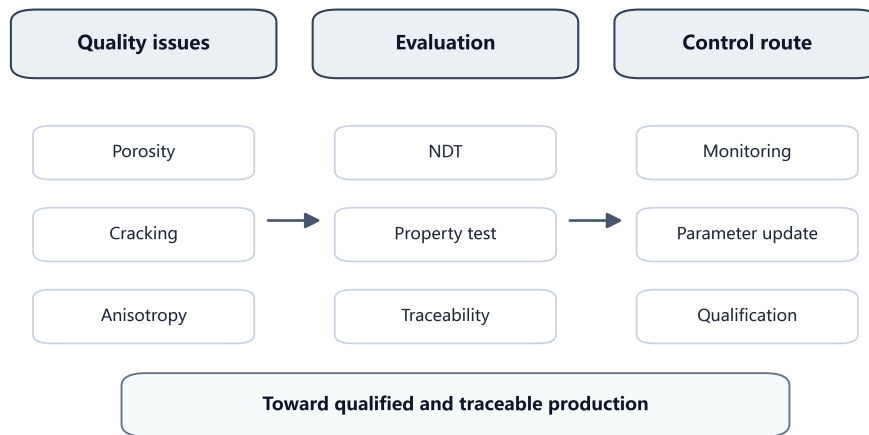 Quality issues
Evaluation
Control route
Porosity
NDT
Monitoring
Cracking
Property test
Parameter update
Anisotropy
Traceability
Qualification
Toward qualified and traceable production